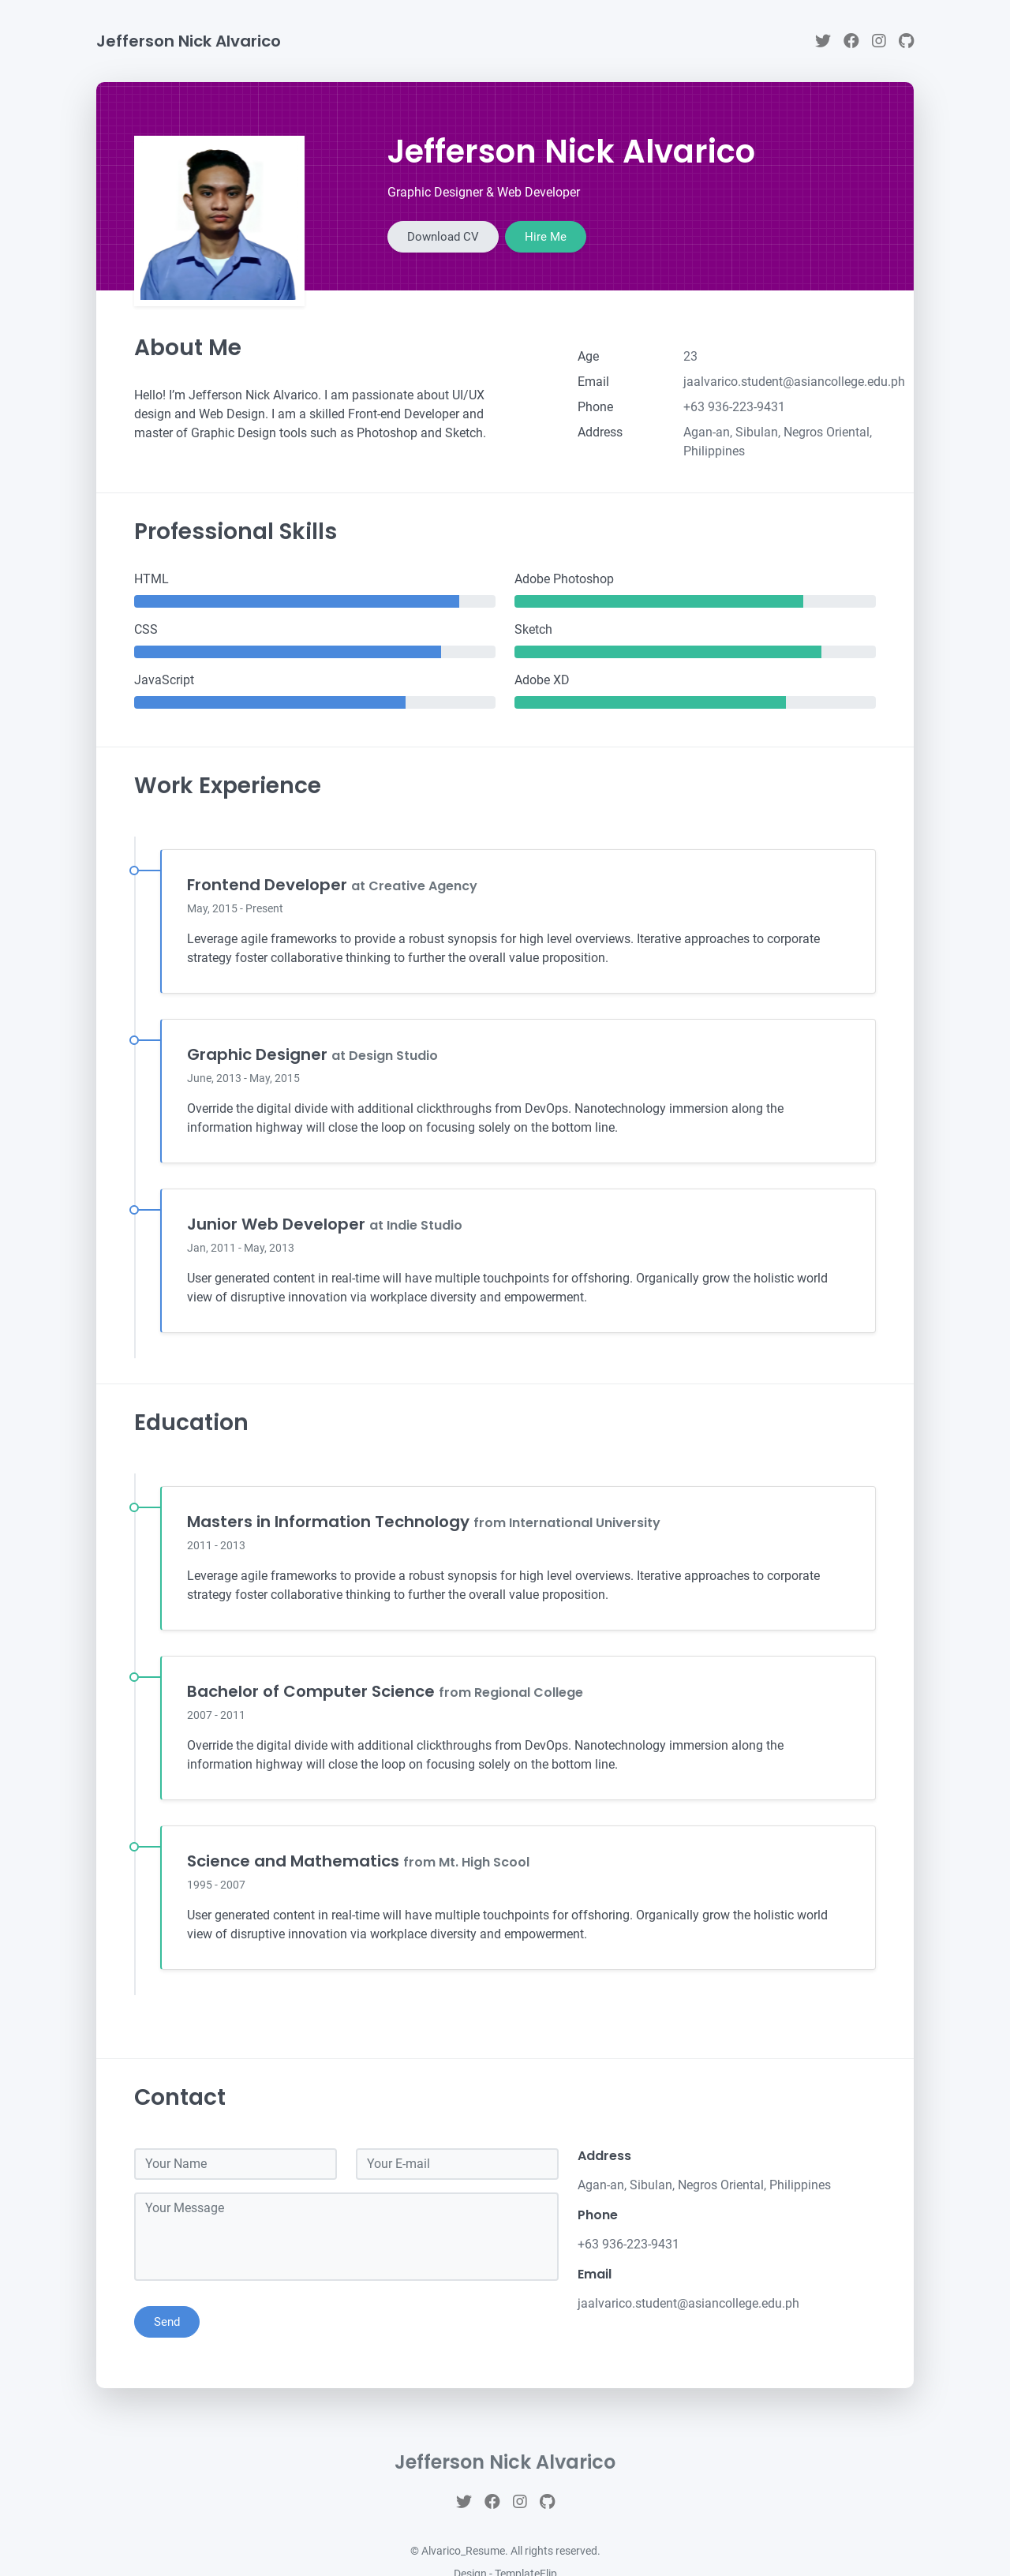 Jefferson Nick Alvarico
Jefferson Nick Alvarico
Graphic Designer & Web Developer
Download CV
Hire Me
About Me
Hello! I’m Jefferson Nick Alvarico. I am passionate about UI/UX
design and Web Design. I am a skilled Front-end Developer and
master of Graphic Design tools such as Photoshop and Sketch.
Age 23
Email jaalvarico.student@asiancollege.edu.ph
Phone +63 936-223-9431
Address Agan-an, Sibulan, Negros Oriental,
Philippines
Professional Skills
HTML
Adobe Photoshop
CSS
Sketch
JavaScript
Adobe XD
Work Experience
Frontend Developer at Creative Agency
May, 2015 - Present
Leverage agile frameworks to provide a robust synopsis for high level overviews. Iterative approaches to corporate
strategy foster collaborative thinking to further the overall value proposition.
Graphic Designer at Design Studio
June, 2013 - May, 2015
Override the digital divide with additional clickthroughs from DevOps. Nanotechnology immersion along the
information highway will close the loop on focusing solely on the bottom line.
Junior Web Developer at Indie Studio
Jan, 2011 - May, 2013
User generated content in real-time will have multiple touchpoints for offshoring. Organically grow the holistic world
view of disruptive innovation via workplace diversity and empowerment.
Education
Masters in Information Technology from International University
2011 - 2013
Leverage agile frameworks to provide a robust synopsis for high level overviews. Iterative approaches to corporate
strategy foster collaborative thinking to further the overall value proposition.
Bachelor of Computer Science from Regional College
2007 - 2011
Override the digital divide with additional clickthroughs from DevOps. Nanotechnology immersion along the
information highway will close the loop on focusing solely on the bottom line.
Science and Mathematics from Mt. High Scool
1995 - 2007
User generated content in real-time will have multiple touchpoints for offshoring. Organically grow the holistic world
view of disruptive innovation via workplace diversity and empowerment.
Contact
Your Name
Your E-mail
Your Message
Send
Address
Agan-an, Sibulan, Negros Oriental, Philippines
Phone
+63 936-223-9431
Email
jaalvarico.student@asiancollege.edu.ph
Jefferson Nick Alvarico
© Alvarico_Resume. All rights reserved.
Design - TemplateFlip